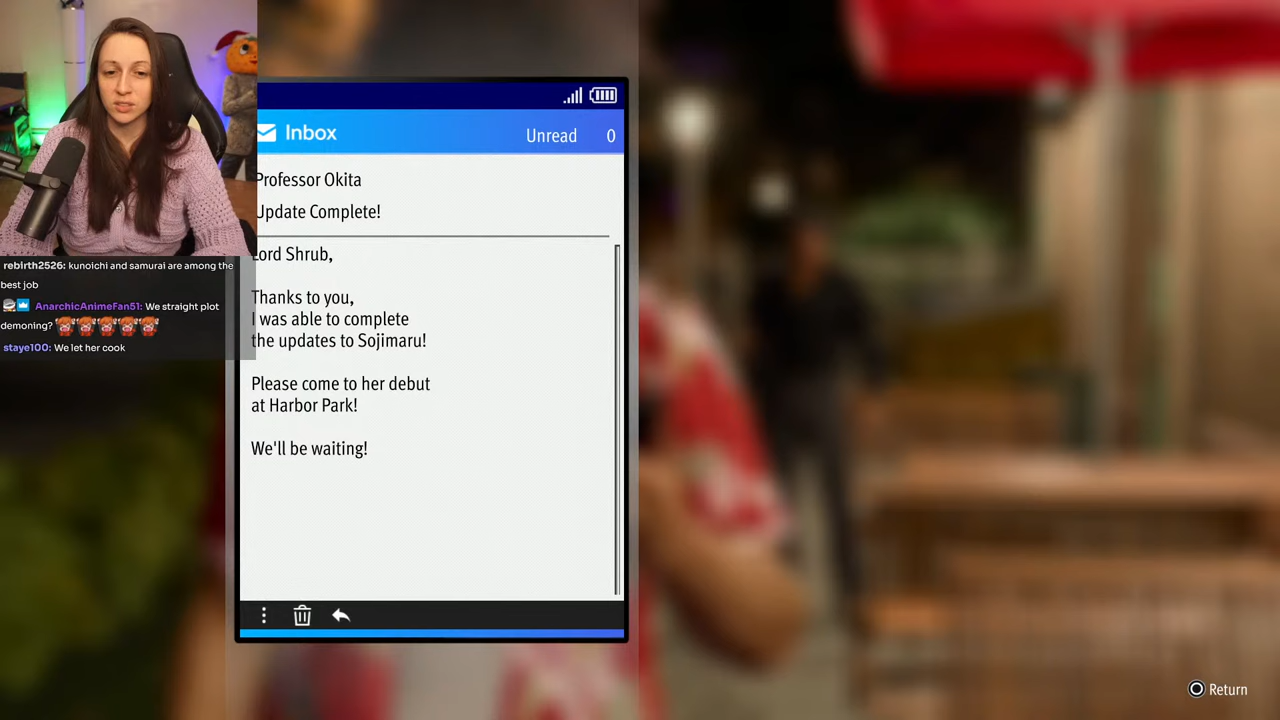 Inbox
Unread 0
Professor Okita
Update Complete!
Lord Shrub,
Thanks to you,
I was able to complete
the updates to Sojimaru!
Please come to her debut
at Harbor Park!
We'll be waiting!
rebirth2526: kunoichi and samurai are among the
best job
AnarchicAnimeFan51: We straight plot
demoning?
staye100: We let her cook
Return